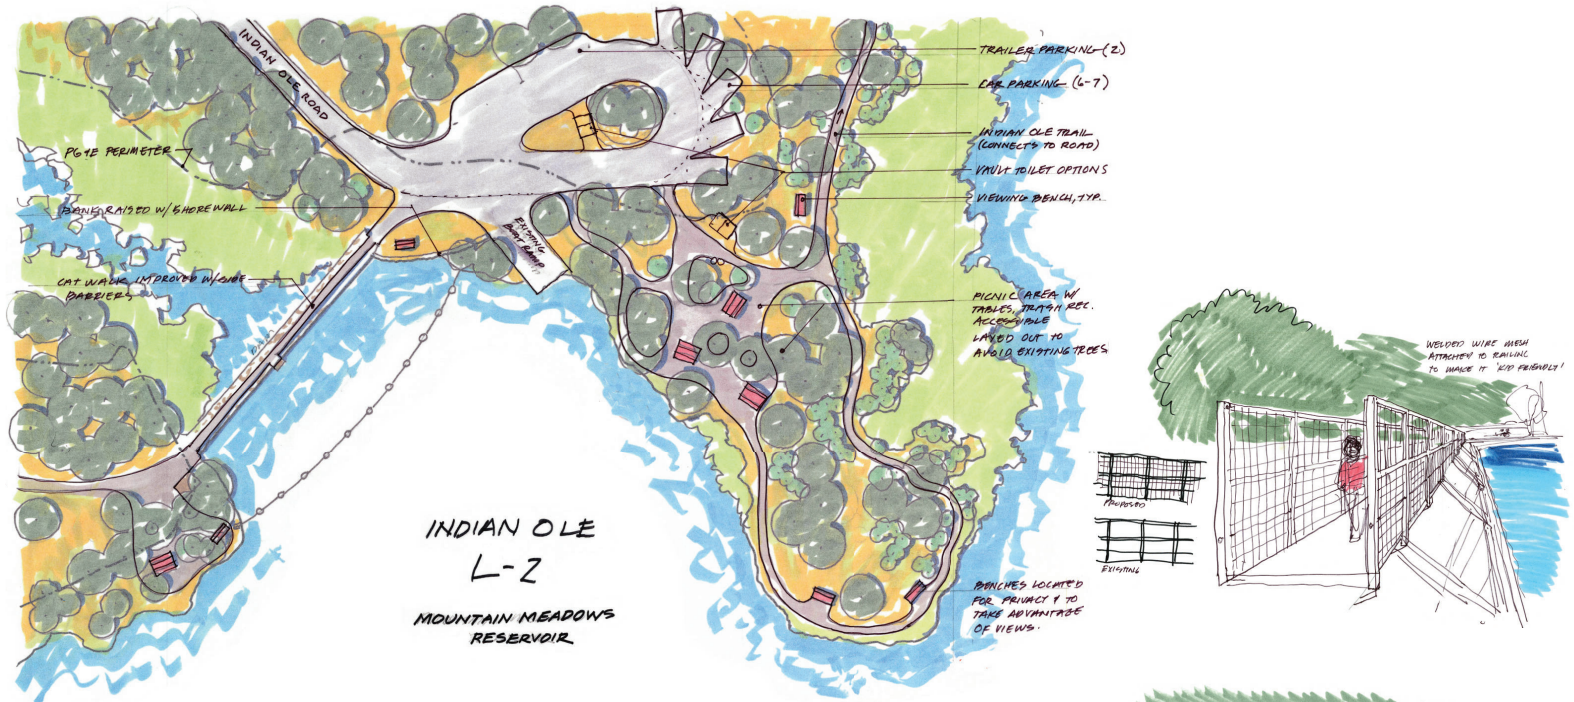 INDIAN OLE ROAD
PG&E PERIMETER
BANK RAISED W/ SHOREWALL
CAT WALK IMPROVED W/ SIDE
BARRIERS
EXISTING
BOAT RAMP
TRAILER PARKING (2)
CAR PARKING (6-7)
INDIAN OLE TRAIL
(CONNECTS TO ROAD)
VAULT TOILET OPTIONS
VIEWING BENCH, TYP.
PICNIC AREA W/
TABLES, TRASH REC.
ACCESSIBLE
LAYED OUT TO
AVOID EXISTING TREES
BENCHES LOCATED
FOR PRIVACY & TO
TAKE ADVANTAGE
OF VIEWS.
INDIAN OLE
L-2
MOUNTAIN MEADOWS
RESERVOIR
WELDED WIRE MESH
ATTACHED TO RAILING
TO MAKE IT 'KID FRIENDLY'
PROPOSED
EXISTING